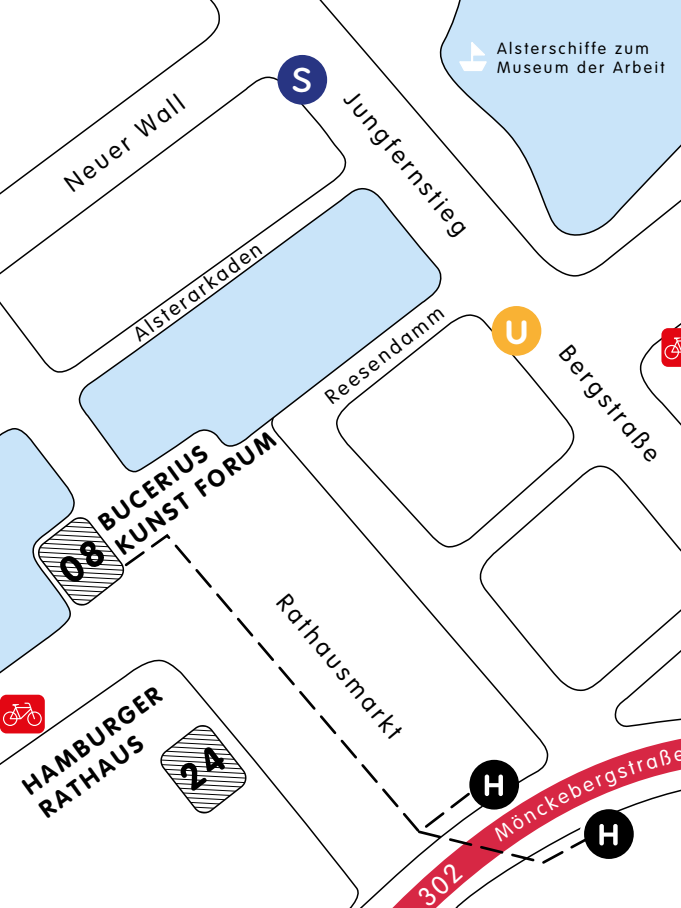 Alsterschiffe zum
Museum der Arbeit
S
Neuer Wall
Jungfernstieg
Alsterarkaden
Reesendamm
U
Bergstraße
BUCERIUS
KUNST FORUM
08
Rathausmarkt
HAMBURGER
RATHAUS
24
H
Mönckebergstraße
H
302